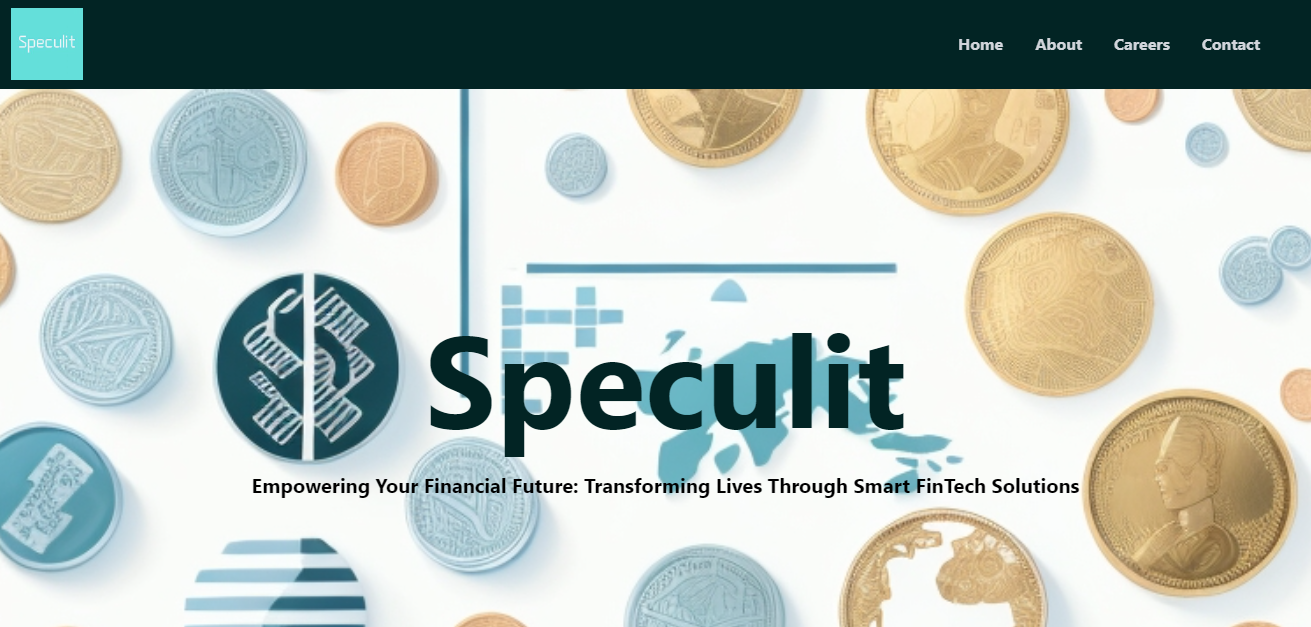 Speculit
Home About Careers Contact
Speculit
Empowering Your Financial Future: Transforming Lives Through Smart FinTech Solutions